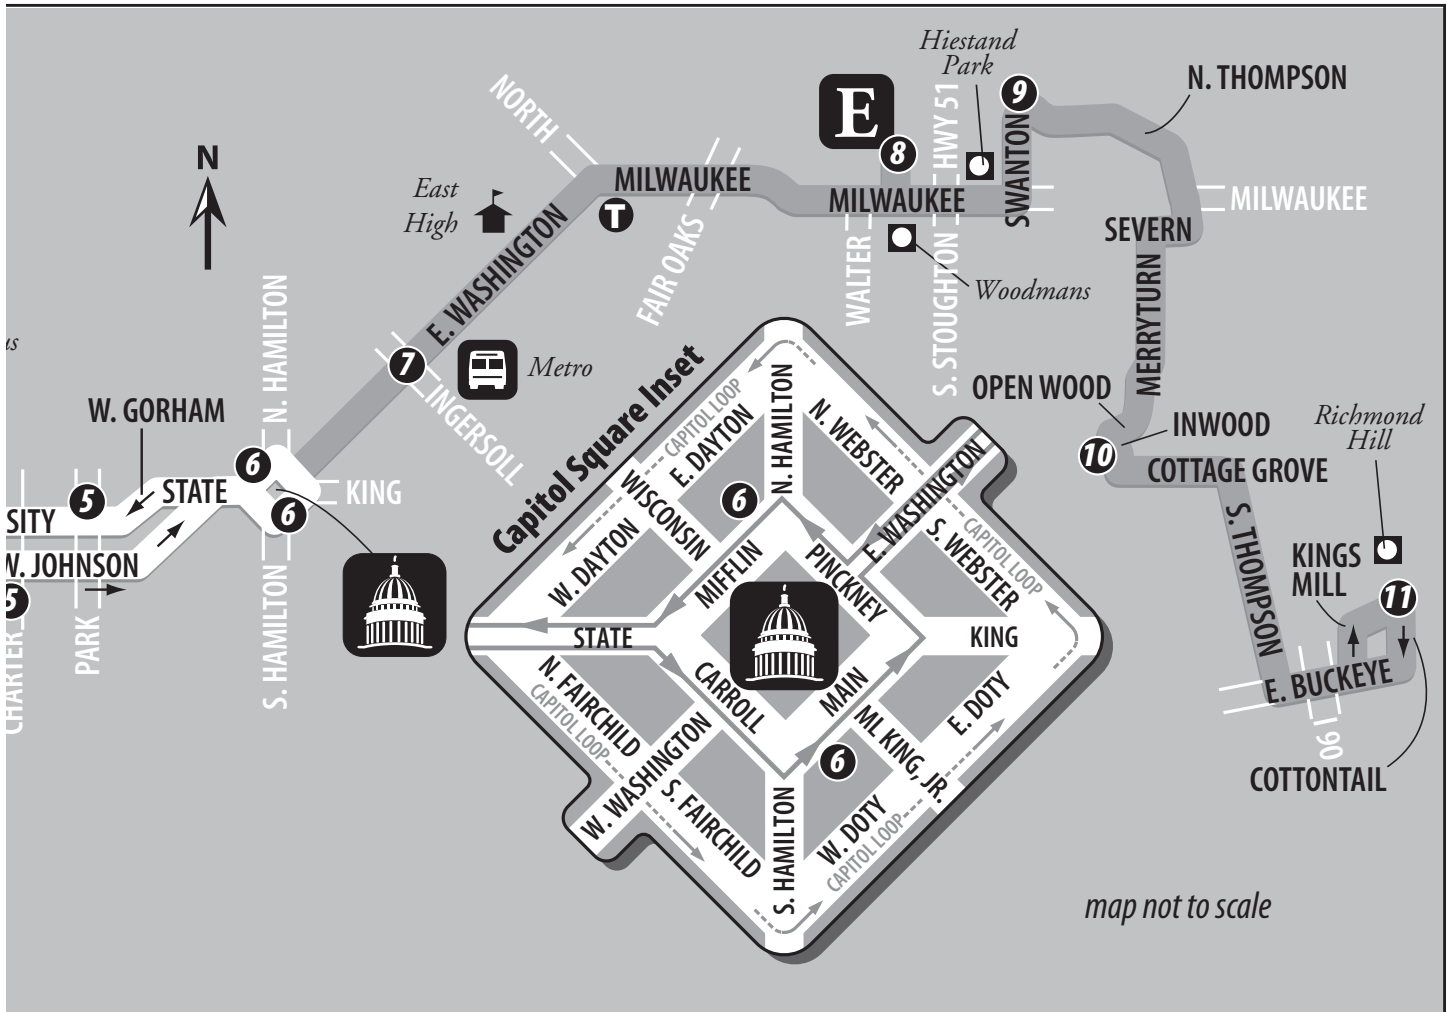 Hiestand
Park
N. THOMPSON
NORTH
HWY 51
9
E
8
N
East
High
MILWAUKEE
T
MILWAUKEE
SWANTON
MILWAUKEE
SEVERN
FAIR OAKS
WALTER
S. STOUGHTON
Woodmans
E. WASHINGTON
MERRYTURN
7
Metro
INGERSOLL
N. HAMILTON
us
OPEN WOOD
INWOOD
10
COTTAGE GROVE
Richmond
Hill
W. GORHAM
6
STATE
KING
6
5
SITY
W. JOHNSON
5
CHARTER
PARK
S. HAMILTON
S. THOMPSON
KINGS
MILL
11
E. BUCKEYE
I 90
COTTONTAIL
Capitol Square Inset
CAPITOL LOOP
E. DAYTON
N. HAMILTON
N. WEBSTER
E. WASHINGTON
WISCONSIN
6
W. DAYTON
MIFFLIN
PINCKNEY
S. WEBSTER
CAPITOL LOOP
STATE
KING
N. FAIRCHILD
CAPITOL LOOP
CARROLL
MAIN
E. DOTY
W. WASHINGTON
6
ML KING, JR.
S. FAIRCHILD
S. HAMILTON
W. DOTY
CAPITOL LOOP
map not to scale